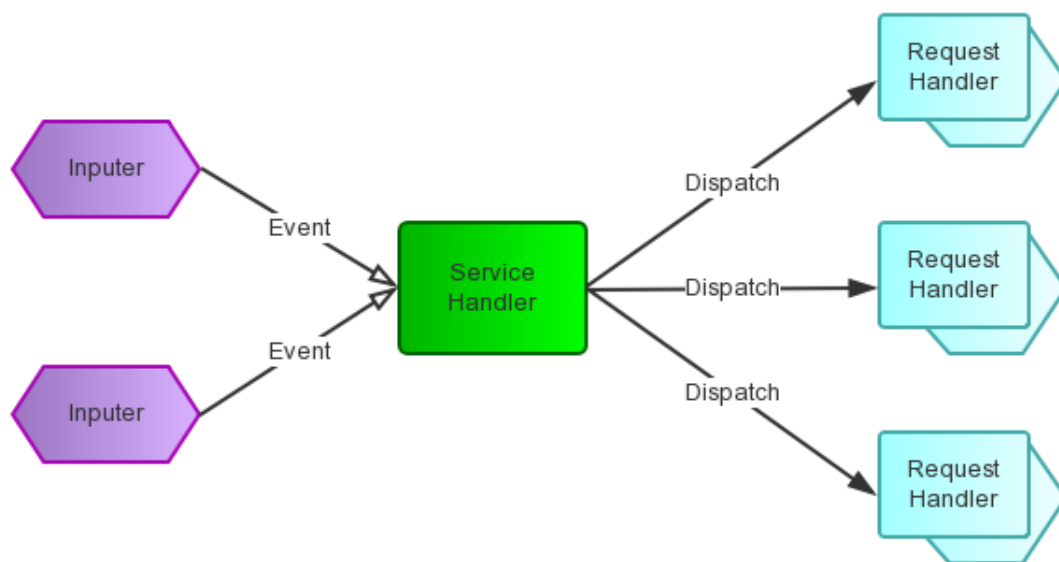 Inputer
Event
Inputer
Event
Service
Handler
Dispatch
Dispatch
Dispatch
Request
Handler
Request
Handler
Request
Handler